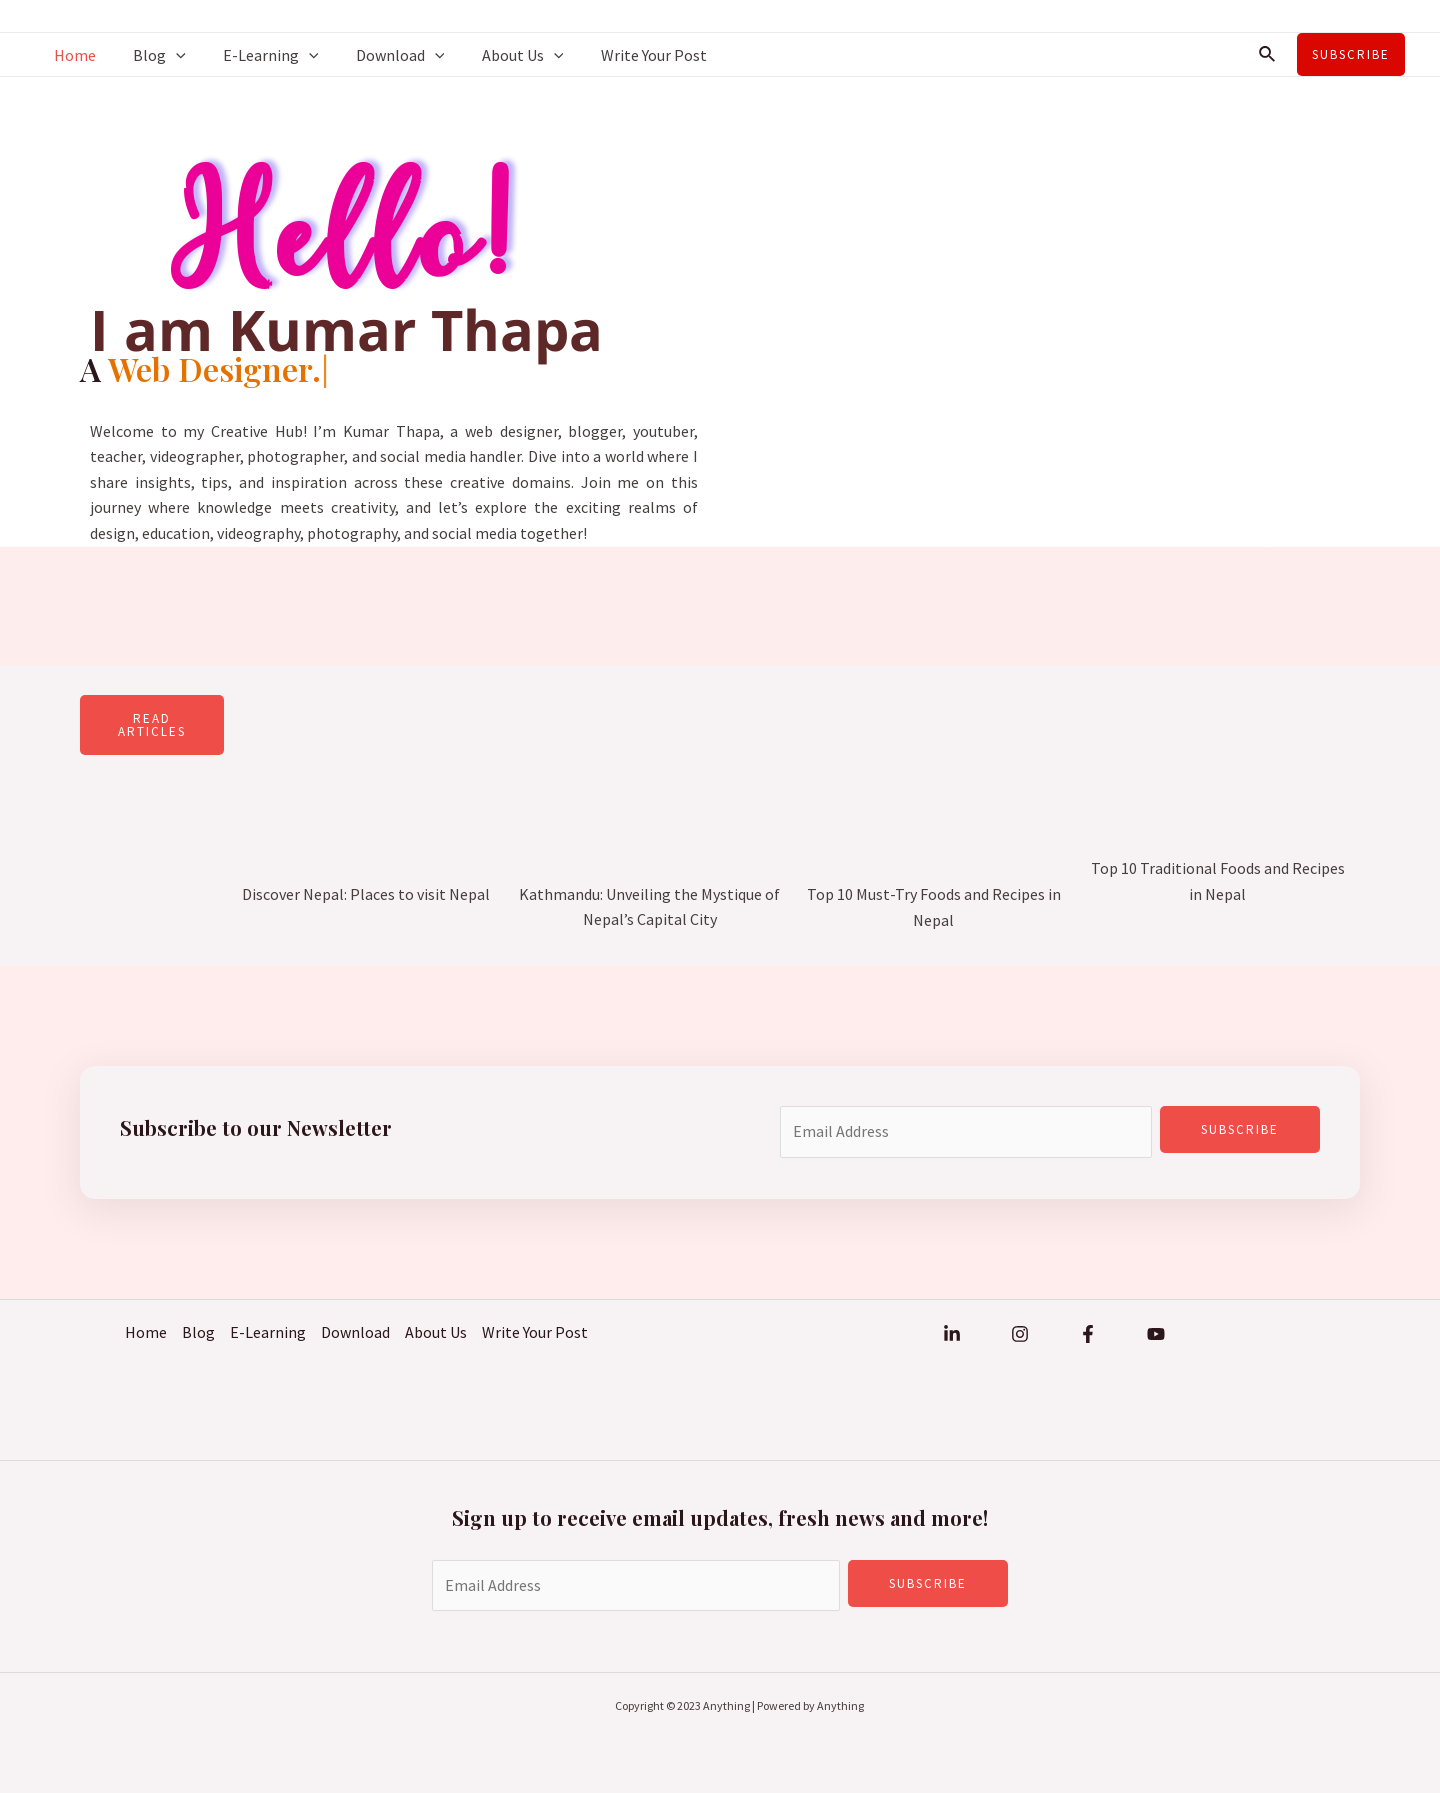 Home Blog E-Learning Download About Us Write Your Post SUBSCRIBE
Hello!
I am Kumar Thapa
A Web Designer.|
Welcome to my Creative Hub! I’m Kumar Thapa, a web designer, blogger, youtuber,
teacher, videographer, photographer, and social media handler. Dive into a world where I
share insights, tips, and inspiration across these creative domains. Join me on this
journey where knowledge meets creativity, and let’s explore the exciting realms of
design, education, videography, photography, and social media together!
READ
ARTICLES
Discover Nepal: Places to visit Nepal
Kathmandu: Unveiling the Mystique of
Nepal’s Capital City
Top 10 Must-Try Foods and Recipes in
Nepal
Top 10 Traditional Foods and Recipes
in Nepal
Subscribe to our Newsletter
Email Address
SUBSCRIBE
Home Blog E-Learning Download About Us Write Your Post
Sign up to receive email updates, fresh news and more!
Email Address
SUBSCRIBE
Copyright © 2023 Anything | Powered by Anything